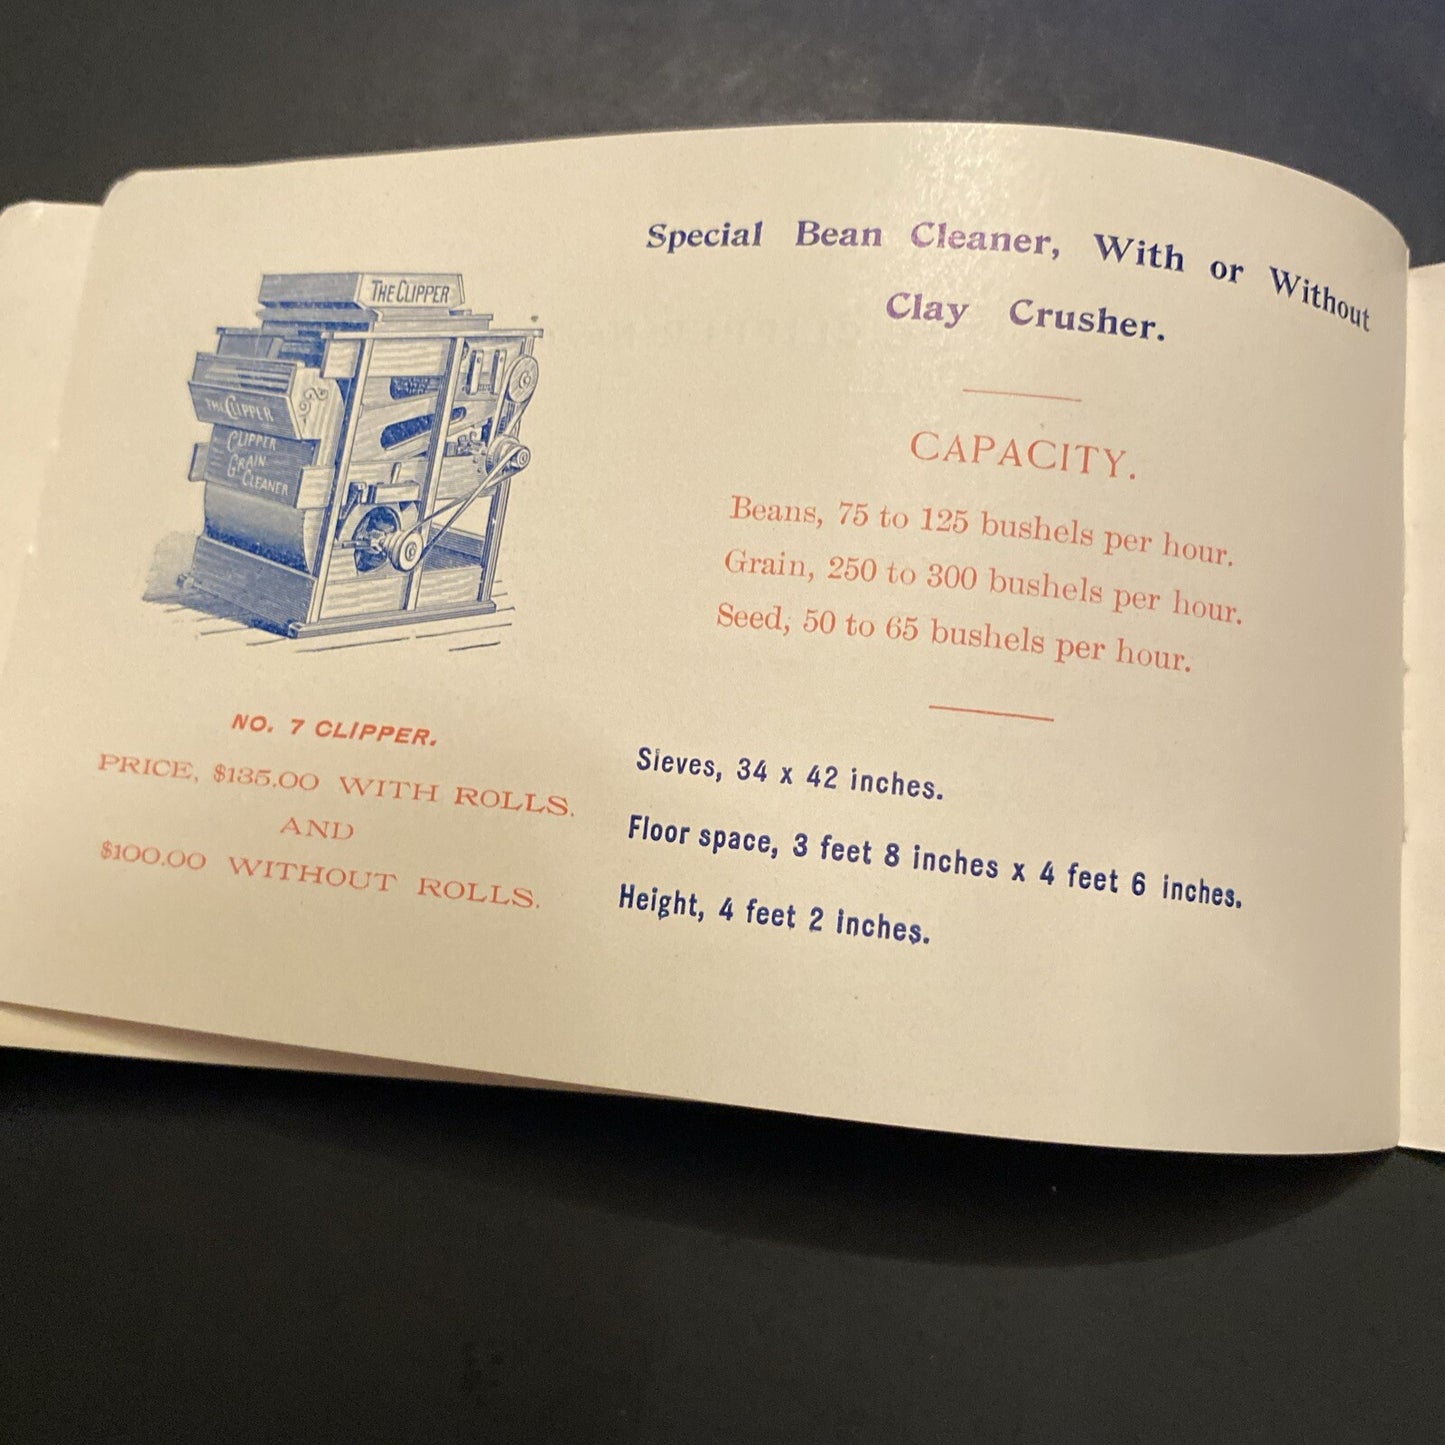 THE CLIPPER
THE CLIPPER
CLIPPER
GRAIN
CLEANER
NO. 7 CLIPPER.
PRICE, $135.00 WITH ROLLS.
AND
$100.00 WITHOUT ROLLS.
Special Bean Cleaner, With or Without
Clay Crusher.
CAPACITY.
Beans, 75 to 125 bushels per hour.
Grain, 250 to 300 bushels per hour.
Seed, 50 to 65 bushels per hour.
Sieves, 34 x 42 inches.
Floor space, 3 feet 8 inches x 4 feet 6 inches.
Height, 4 feet 2 inches.